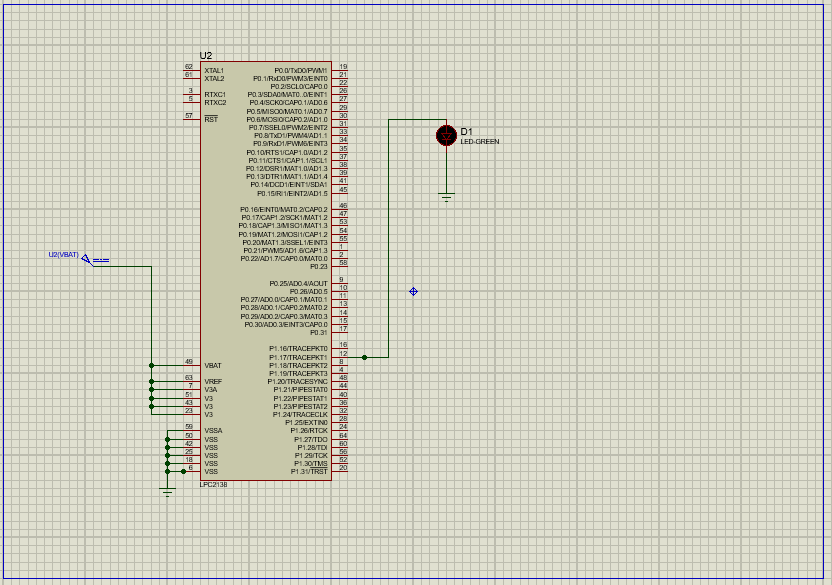 U2
62 XTAL1 P0.0/TxD0/PWM1 19
61 XTAL2 P0.1/RxD0/PWM3/EINT0 21
P0.2/SCL0/CAP0.0 22
3 RTXC1 P0.3/SDA0/MAT0..0/EINT1 26
5 RTXC2 P0.4/SCK0/CAP0.1/AD0.6 27
P0.5/MISO0/MAT0.1/AD0.7 29
57 RST P0.6/MOSI0/CAP0.2/AD1.0 30
P0.7/SSEL0/PWM2/EINT2 31
P0.8/TxD1/PWM4/AD1.1 33
P0.9/RxD1/PWM6/EINT3 34
P0.10/RTS1/CAP1.0/AD1.2 35
P0.11/CTS1/CAP1.1/SCL1 37
P0.12/DSR1/MAT1.0/AD1.3 38
P0.13/DTR1/MAT1.1/AD1.4 39
P0.14/DCD1/EINT1/SDA1 41
P0.15/RI1/EINT2/AD1.5 45
P0.16/EINT0/MAT0.2/CAP0.2 46
P0.17/CAP1.2/SCK1/MAT1.2 47
P0.18/CAP1.3/MISO1/MAT1.3 53
P0.19/MAT1.2/MOSI1/CAP1.2 54
P0.20/MAT1.3/SSEL1/EINT3 55
P0.21/PWM5/AD1.6/CAP1.3 1
P0.22/AD1.7/CAP0.0/MAT0.0 2
P0.23 58
P0.25/AD0.4/AOUT 9
P0.26/AD0.5 10
P0.27/AD0.0/CAP0.1/MAT0.1 11
P0.28/AD0.1/CAP0.2/MAT0.2 13
P0.29/AD0.2/CAP0.3/MAT0.3 14
P0.30/AD0.3/EINT3/CAP0.0 15
P0.31 17
P1.16/TRACEPKT0 16
P1.17/TRACEPKT1 12
49 VBAT P1.18/TRACEPKT2 8
P1.19/TRACEPKT3 4
63 VREF P1.20/TRACESYNC 48
7 V3A P1.21/PIPESTAT0 44
51 V3 P1.22/PIPESTAT1 40
43 V3 P1.23/PIPESTAT2 36
23 V3 P1.24/TRACECLK 32
P1.25/EXTIN0 28
59 VSSA P1.26/RTCK 24
50 VSS P1.27/TDO 64
42 VSS P1.28/TDI 60
25 VSS P1.29/TCK 56
18 VSS P1.30/TMS 52
6 VSS P1.31/TRST 20
LPC2138
U2(VBAT)
D1
LED-GREEN